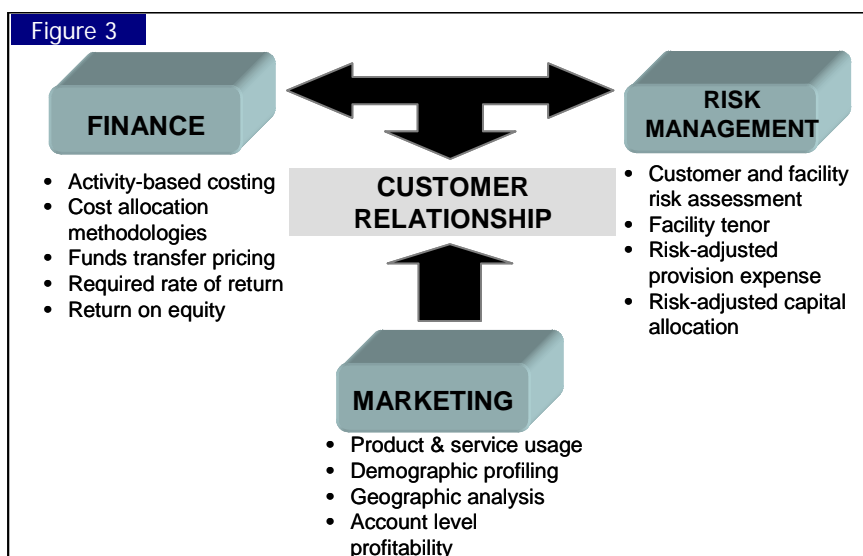 Figure 3
FINANCE
• Activity-based costing
• Cost allocation
methodologies
• Funds transfer pricing
• Required rate of return
• Return on equity
CUSTOMER
RELATIONSHIP
RISK
MANAGEMENT
• Customer and facility
risk assessment
• Facility tenor
• Risk-adjusted
provision expense
• Risk-adjusted capital
allocation
MARKETING
• Product & service usage
• Demographic profiling
• Geographic analysis
• Account level
profitability